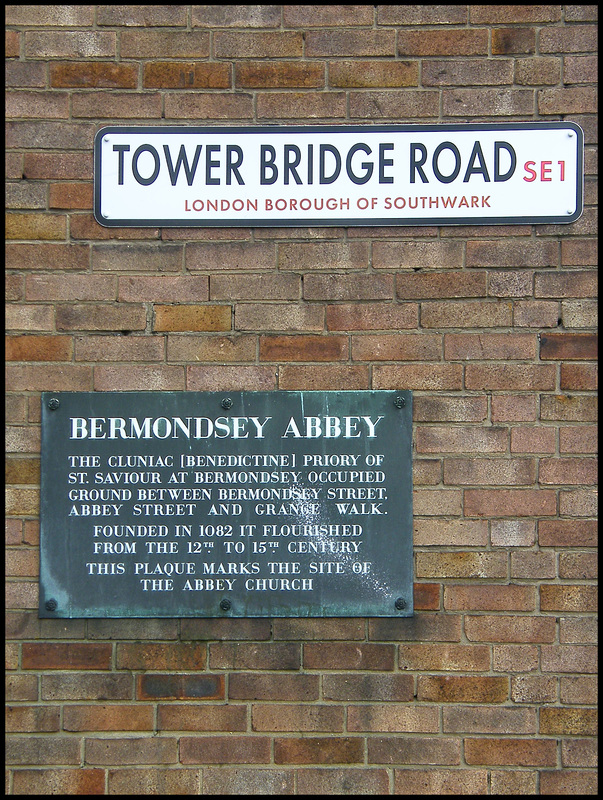 TOWER BRIDGE ROAD SE1
LONDON BOROUGH OF SOUTHWARK
BERMONDSEY ABBEY
THE CLUNIAC [BENEDICTINE] PRIORY OF
ST. SAVIOUR AT BERMONDSEY OCCUPIED
GROUND BETWEEN BERMONDSEY STREET,
ABBEY STREET AND GRANGE WALK.
FOUNDED IN 1082 IT FLOURISHED
FROM THE 12TH TO 15TH CENTURY
THIS PLAQUE MARKS THE SITE OF
THE ABBEY CHURCH